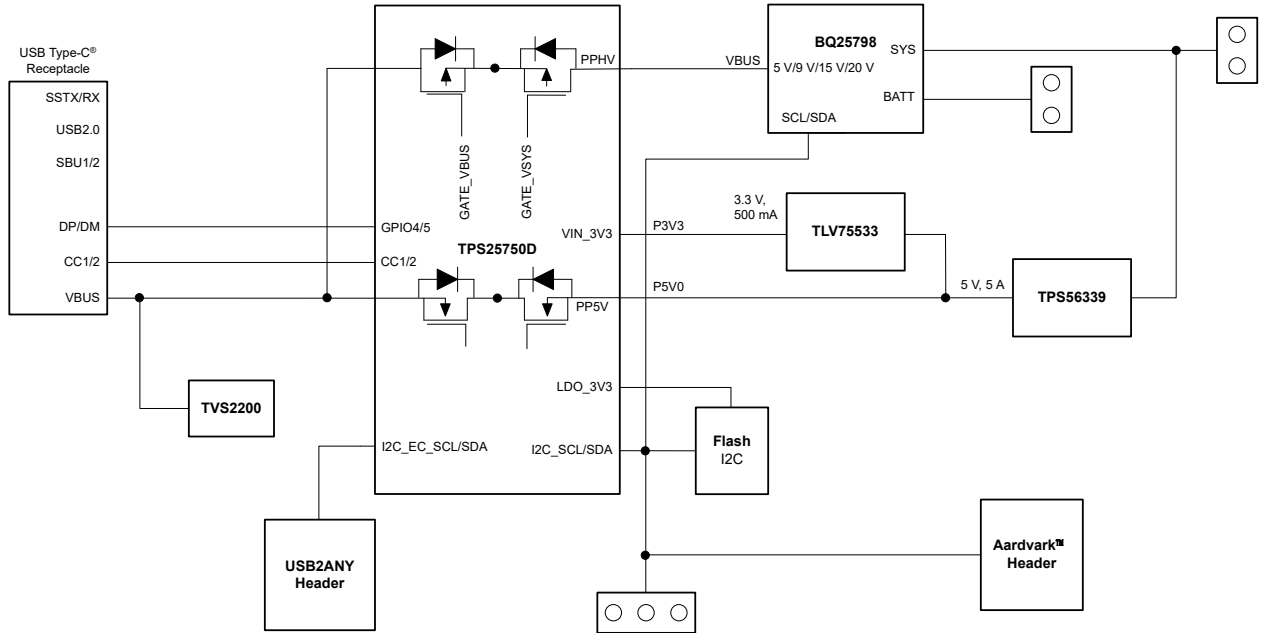 USB Type-C®
Receptacle
SSTX/RX
USB2.0
SBU1/2
DP/DM
CC1/2
VBUS
TVS2200
GATE_VBUS
GATE_VSYS
PPHV
GPIO4/5
TPS25750D
CC1/2
VIN_3V3
PP5V
LDO_3V3
I2C_EC_SCL/SDA
I2C_SCL/SDA
USB2ANY
Header
VBUS
BQ25798
5 V/9 V/15 V/20 V
SYS
BATT
SCL/SDA
3.3 V,
500 mA
P3V3
TLV75533
P5V0
5 V, 5 A
TPS56339
Flash
I2C
Aardvark™
Header